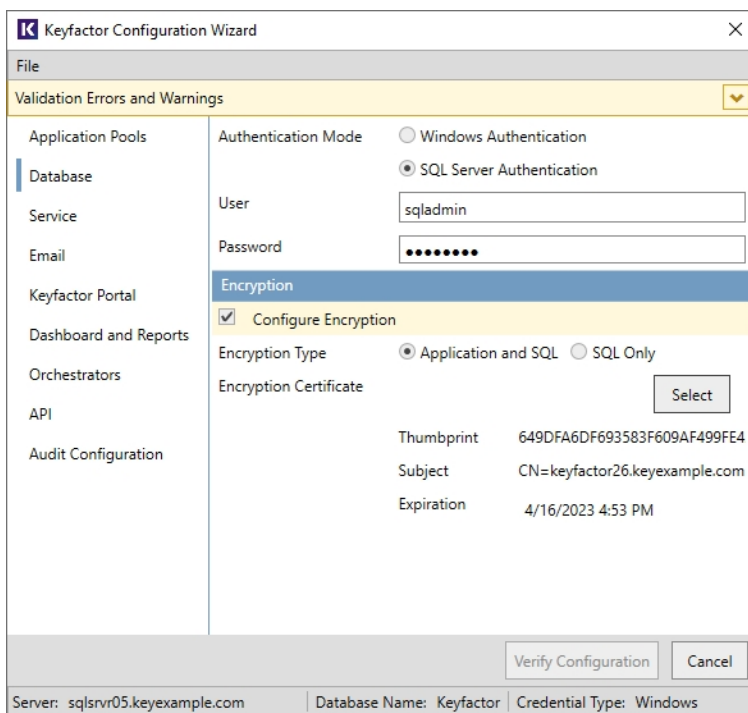 Keyfactor Configuration Wizard
File
Validation Errors and Warnings
Application Pools
Database
Service
Email
Keyfactor Portal
Dashboard and Reports
Orchestrators
API
Audit Configuration
Authentication Mode Windows Authentication
SQL Server Authentication
User sqladmin
Password ●●●●●●●●
Encryption
Configure Encryption
Encryption Type Application and SQL SQL Only
Encryption Certificate Select
Thumbprint 649DFA6DF693583F609AF499FE4
Subject CN=keyfactor26.keyexample.com
Expiration 4/16/2023 4:53 PM
Verify Configuration Cancel
Server: sqlsrvr05.keyexample.com Database Name: Keyfactor Credential Type: Windows